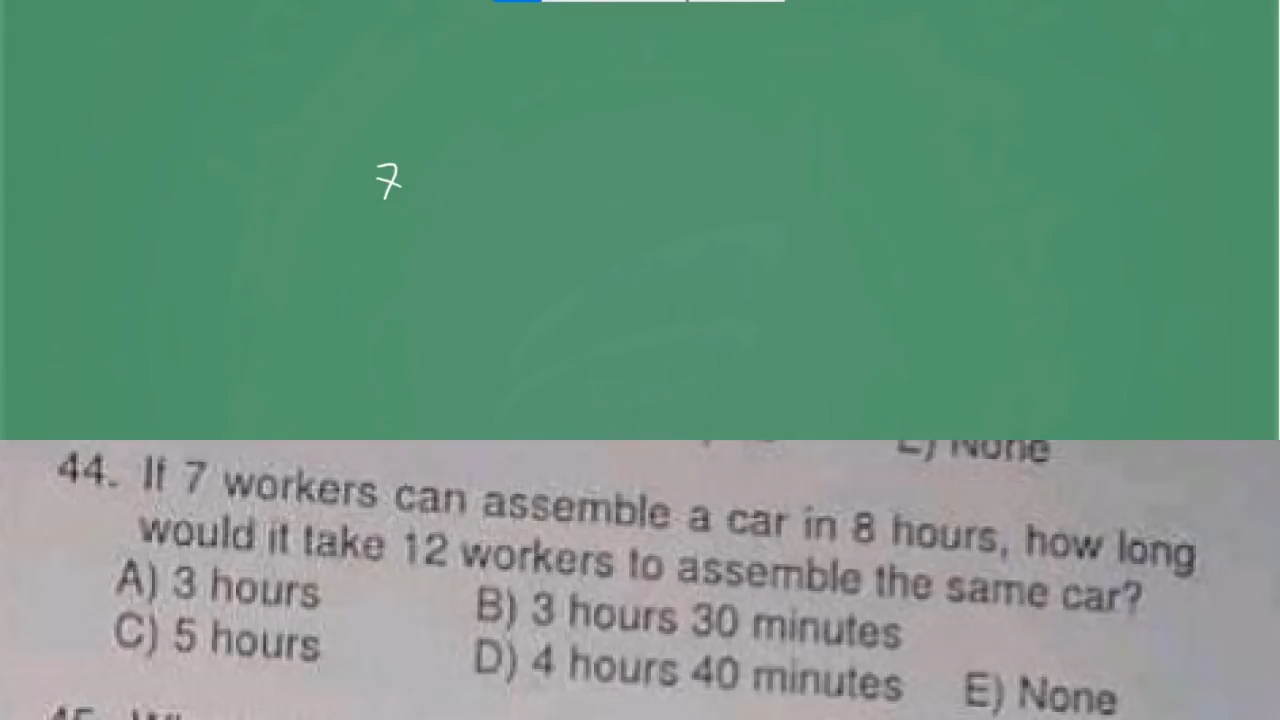 7
E) None
44. If 7 workers can assemble a car in 8 hours, how long
would it take 12 workers to assemble the same car?
A) 3 hours B) 3 hours 30 minutes
C) 5 hours D) 4 hours 40 minutes E) None
45.